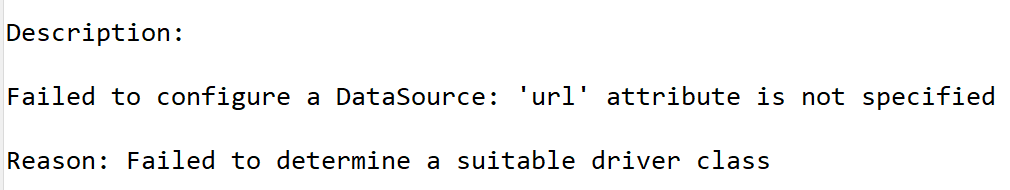 Description:
Failed to configure a DataSource: 'url' attribute is not specified
Reason: Failed to determine a suitable driver class